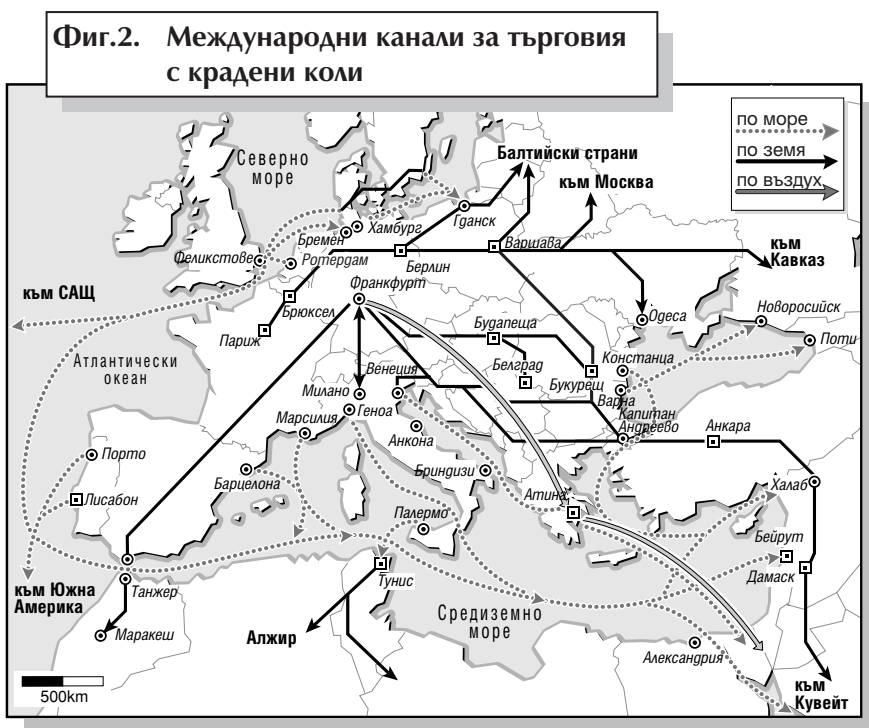 Фиг.2. Международни канали за търговия
с крадени коли
по море
по земя
по въздух
Северно
море
Балтийски страни
към Москва
Хамбург
Гданск
Бремен
Феликстове
Ротердам
Берлин
Варшава
към
Кавказ
към САЩ
Франкфурт
Брюксел
Париж
Одеса
Новоросийск
Поти
Будапеща
Атлантически
океан
Венеция
Белград
Констанца
Букурещ
Милано
Варна
Геноа
Марсилия
Капитан
Андреево
Анкара
Анкона
Порто
Барцелона
Бриндизи
Халаб
Лисабон
Атина
Палермо
Бейрут
Тунис
Дамаск
към Южна
Америка
Танжер
Средиземно
море
Маракеш
Алжир
Александрия
500km
към
Кувейт